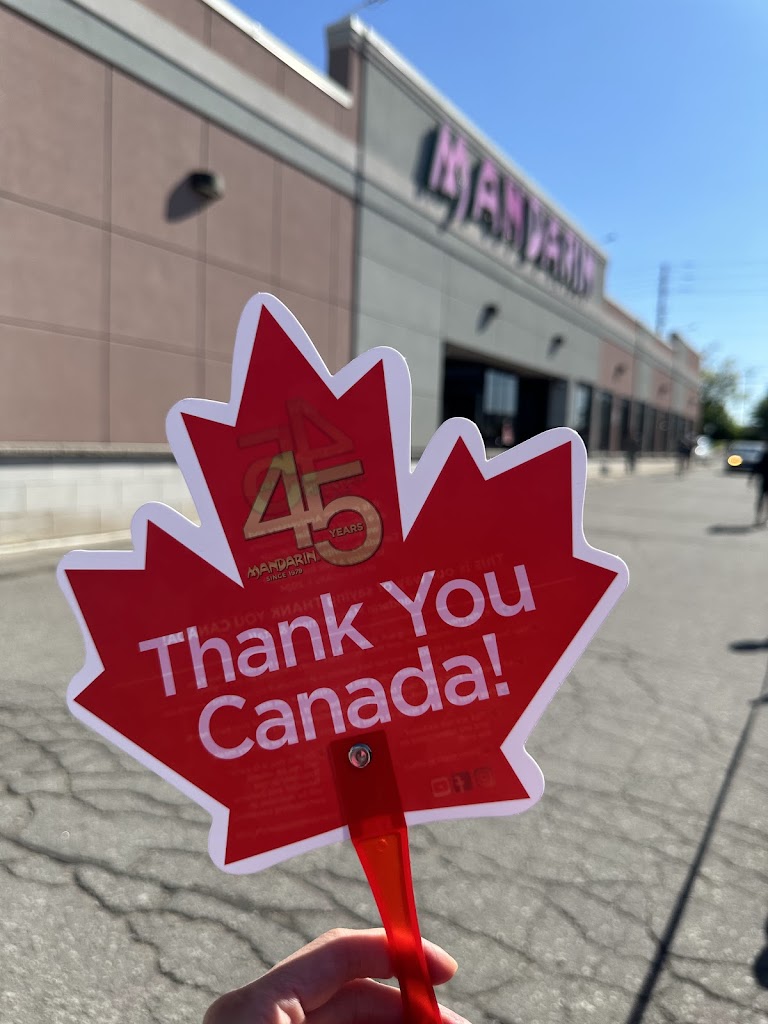 MANDARIN
45
YEARS
MANDARIN
SINCE 1979
Thank You
Canada!